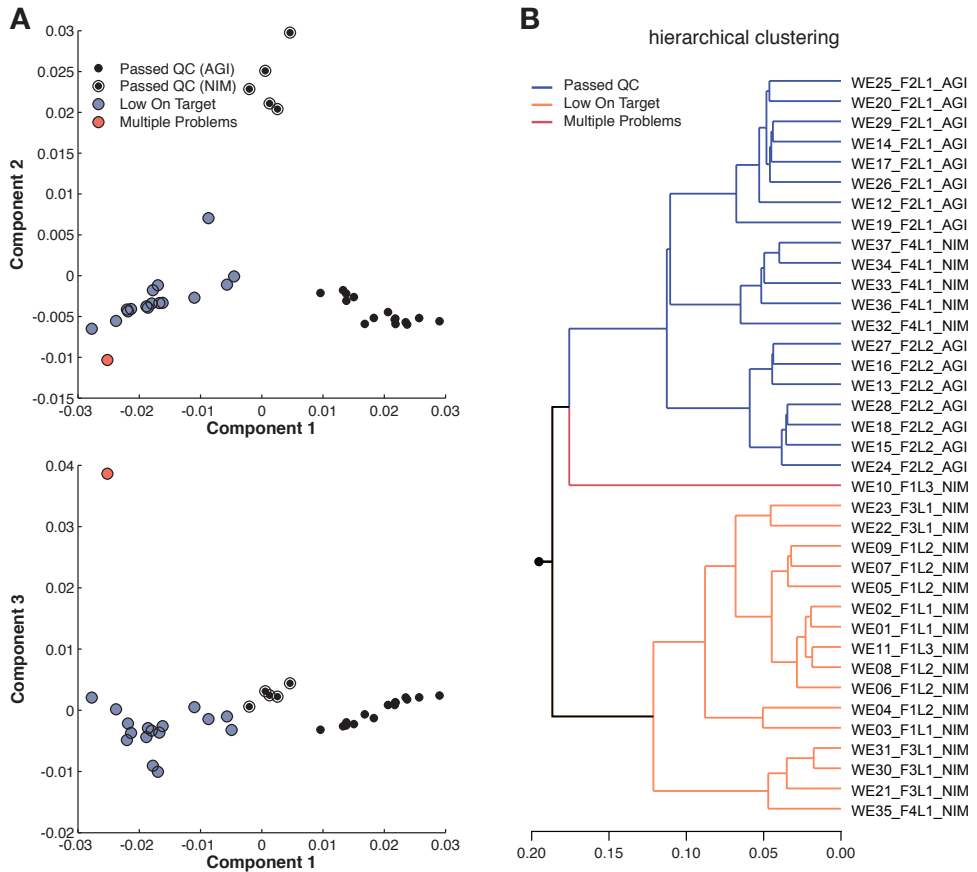 A
0.03
0.025
0.02
0.015
0.01
0.005
0
-0.005
-0.01
-0.015
Component 2
Passed QC (AGI)
Passed QC (NIM)
Low On Target
Multiple Problems
-0.03
-0.02
-0.01
0
0.01
0.02
0.03
Component 1
0.04
0.03
0.02
0.01
0
-0.01
-0.02
Component 3
-0.03
-0.02
-0.01
0
0.01
0.02
0.03
Component 1
B
hierarchical clustering
Passed QC
Low On Target
Multiple Problems
WE25_F2L1_AGI
WE20_F2L1_AGI
WE29_F2L1_AGI
WE14_F2L1_AGI
WE17_F2L1_AGI
WE26_F2L1_AGI
WE12_F2L1_AGI
WE19_F2L1_AGI
WE37_F4L1_NIM
WE34_F4L1_NIM
WE33_F4L1_NIM
WE36_F4L1_NIM
WE32_F4L1_NIM
WE27_F2L2_AGI
WE16_F2L2_AGI
WE13_F2L2_AGI
WE28_F2L2_AGI
WE18_F2L2_AGI
WE15_F2L2_AGI
WE24_F2L2_AGI
WE10_F1L3_NIM
WE23_F3L1_NIM
WE22_F3L1_NIM
WE09_F1L2_NIM
WE07_F1L2_NIM
WE05_F1L2_NIM
WE02_F1L1_NIM
WE01_F1L1_NIM
WE11_F1L3_NIM
WE08_F1L2_NIM
WE06_F1L2_NIM
WE04_F1L2_NIM
WE03_F1L1_NIM
WE31_F3L1_NIM
WE30_F3L1_NIM
WE21_F3L1_NIM
WE35_F4L1_NIM
0.20
0.15
0.10
0.05
0.00